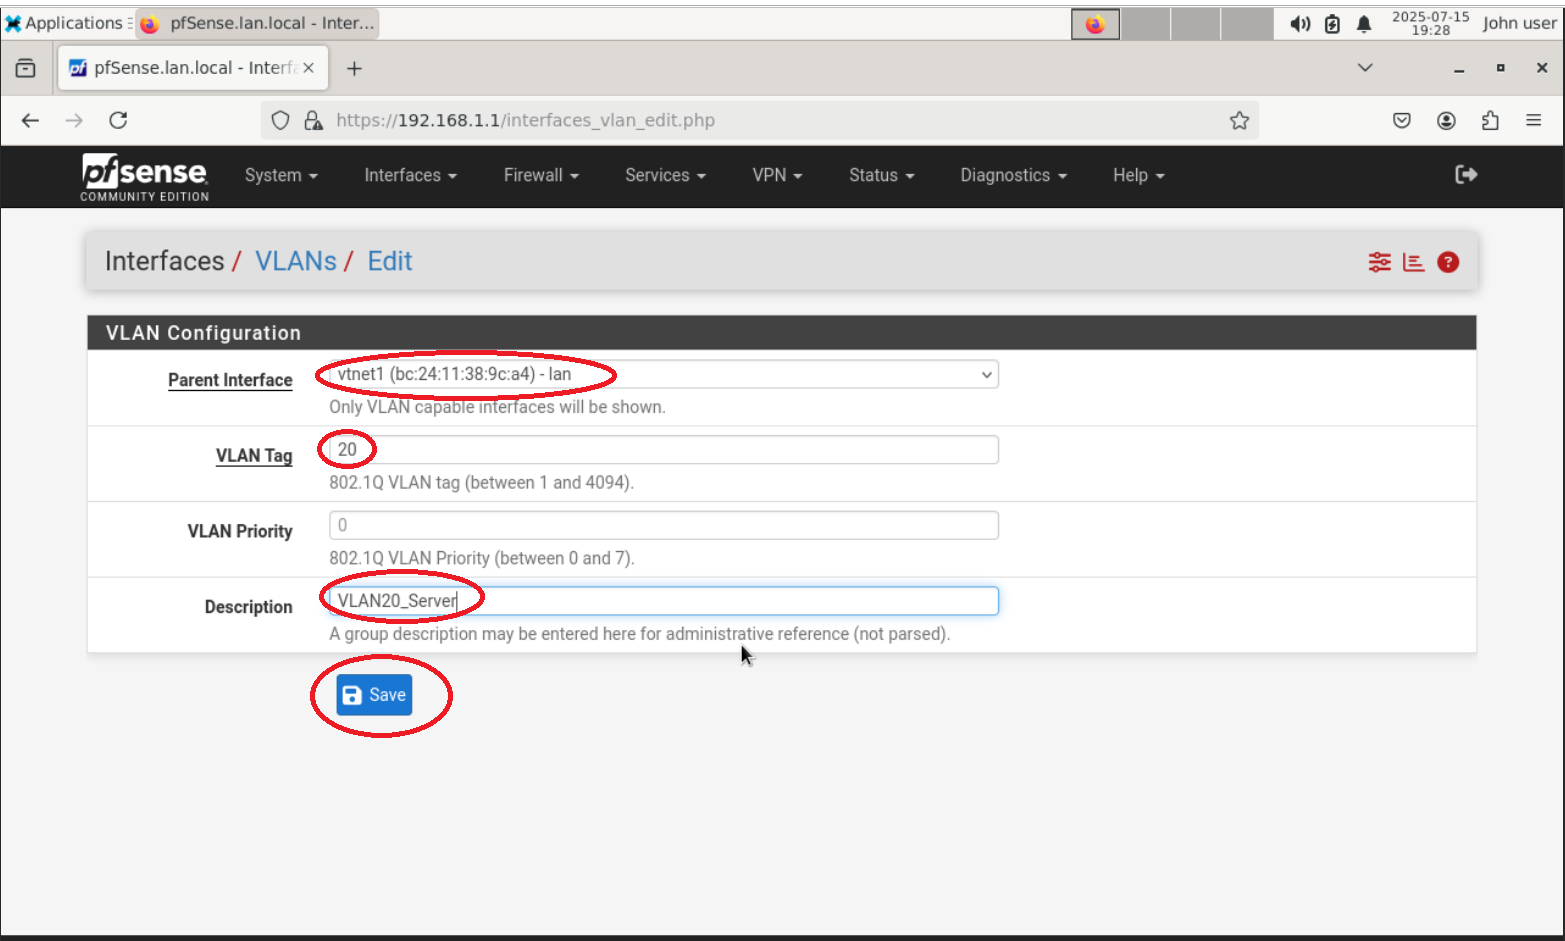 Applications
pfSense.lan.local - Inter...
2025-07-15
19:28
John user
pfSense.lan.local - Interfa
https://192.168.1.1/interfaces_vlan_edit.php
pfsense
COMMUNITY EDITION
System
Interfaces
Firewall
Services
VPN
Status
Diagnostics
Help
Interfaces / VLANs / Edit
VLAN Configuration
Parent Interface
vtnet1 (bc:24:11:38:9c:a4) - lan
Only VLAN capable interfaces will be shown.
VLAN Tag
20
802.1Q VLAN tag (between 1 and 4094).
VLAN Priority
0
802.1Q VLAN Priority (between 0 and 7).
Description
VLAN20_Server
A group description may be entered here for administrative reference (not parsed).
Save